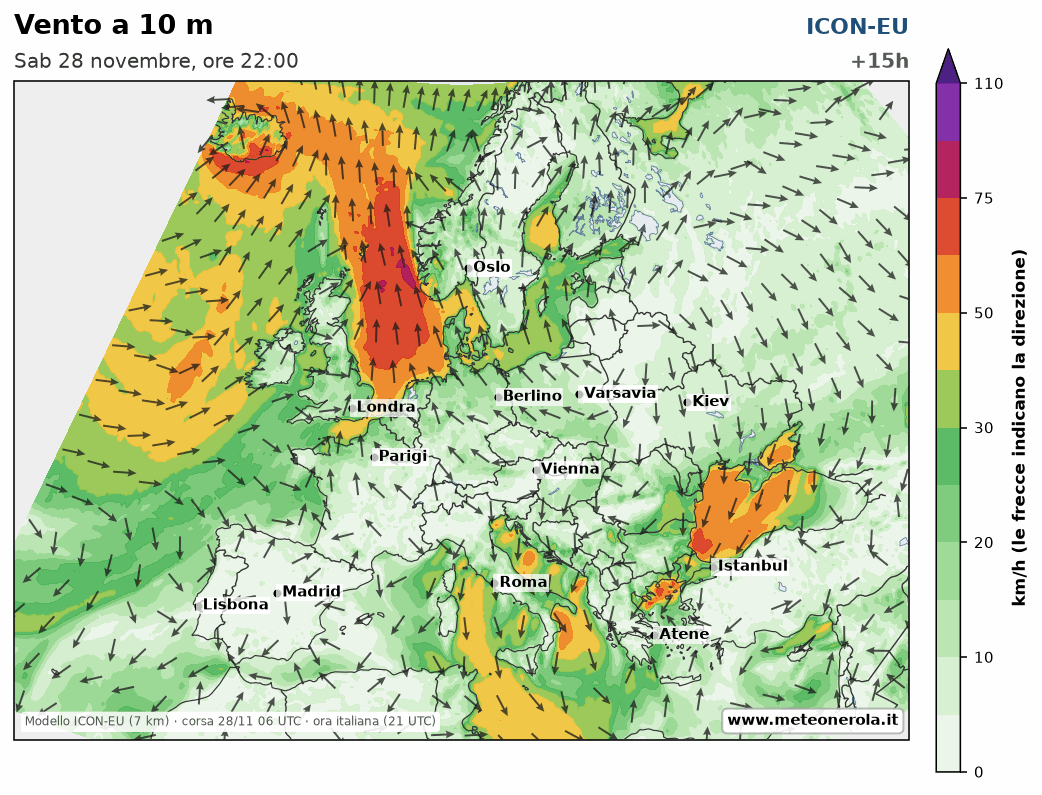 Vento a 10 m
ICON-EU
Sab 28 novembre, ore 22:00
+15h
110
75
50
30
20
10
0
km/h (le frecce indicano la direzione)
Oslo
Berlino
Varsavia
Kiev
Londra
Parigi
Vienna
Istanbul
Roma
Madrid
Lisbona
Atene
Modello ICON-EU (7 km) · corsa 28/11 06 UTC · ora italiana (21 UTC)
www.meteonerola.it